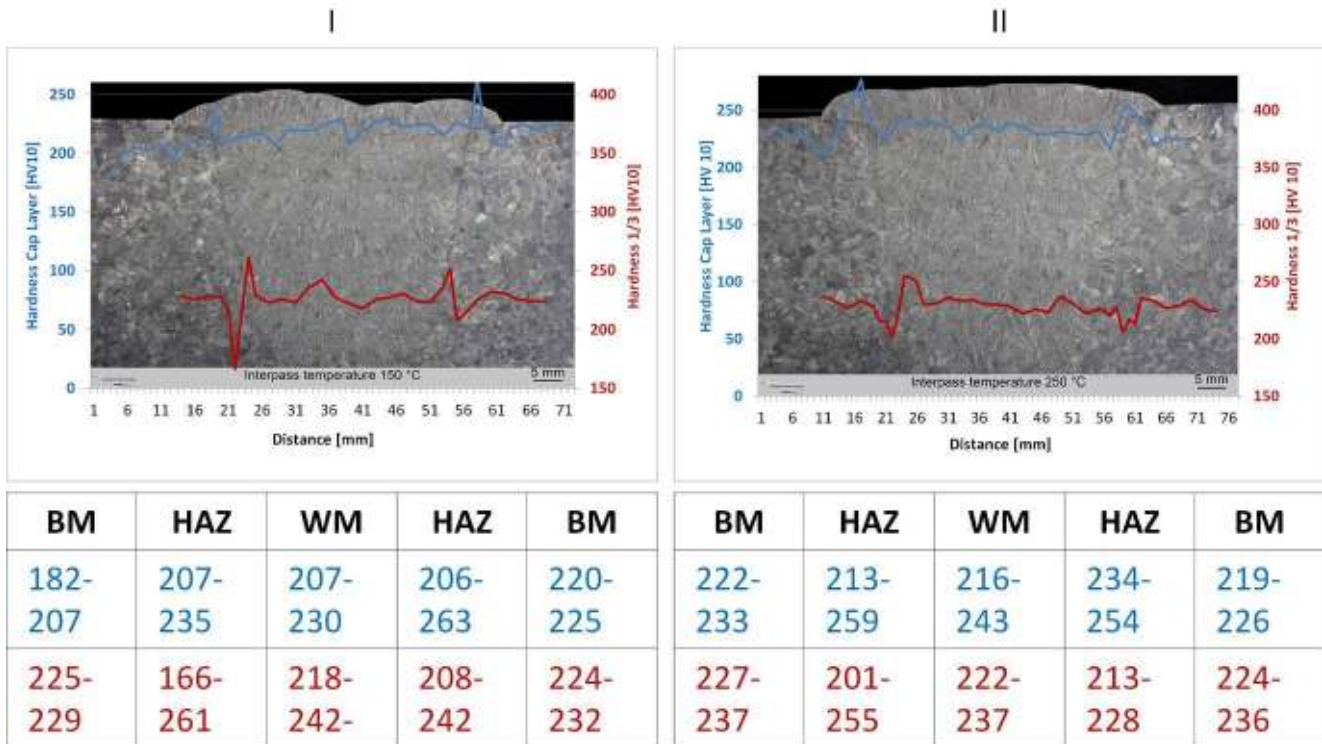 I
II
250
200
150
100
50
0
Hardness Cap Layer [HV10]
400
350
300
250
200
150
Hardness 1/3 [HV10]
Interpass temperature 150 °C
5 mm
1 6 11 16 21 26 31 36 41 46 51 56 61 66 71
Distance [mm]
250
200
150
100
50
0
Hardness Cap Layer [HV 10]
400
350
300
250
200
150
Hardness 1/3 [HV 10]
Interpass temperature 250 °C
5 mm
1 6 11 16 21 26 31 36 41 46 51 56 61 66 71 76
Distance [mm]
BM HAZ WM HAZ BM
182- 207- 207- 206- 220-
207 235 230 263 225
225- 166- 218- 208- 224-
229 261 242- 242 232
BM HAZ WM HAZ BM
222- 213- 216- 234- 219-
233 259 243 254 226
227- 201- 222- 213- 224-
237 255 237 228 236